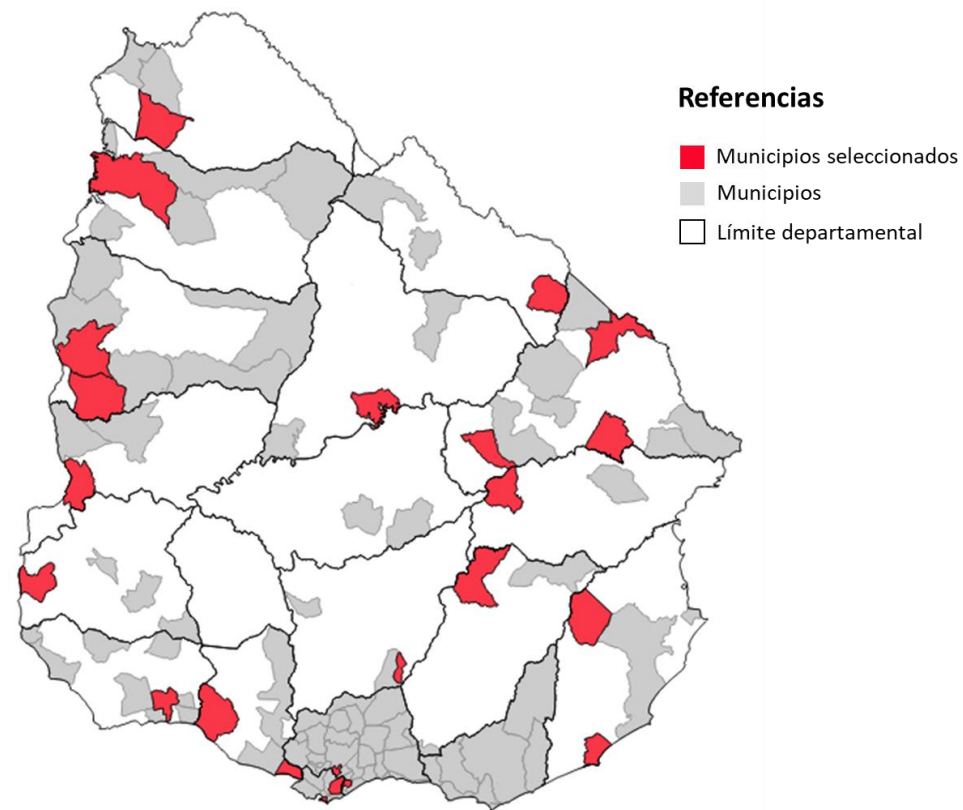 Referencias
Municipios seleccionados
Municipios
Límite departamental